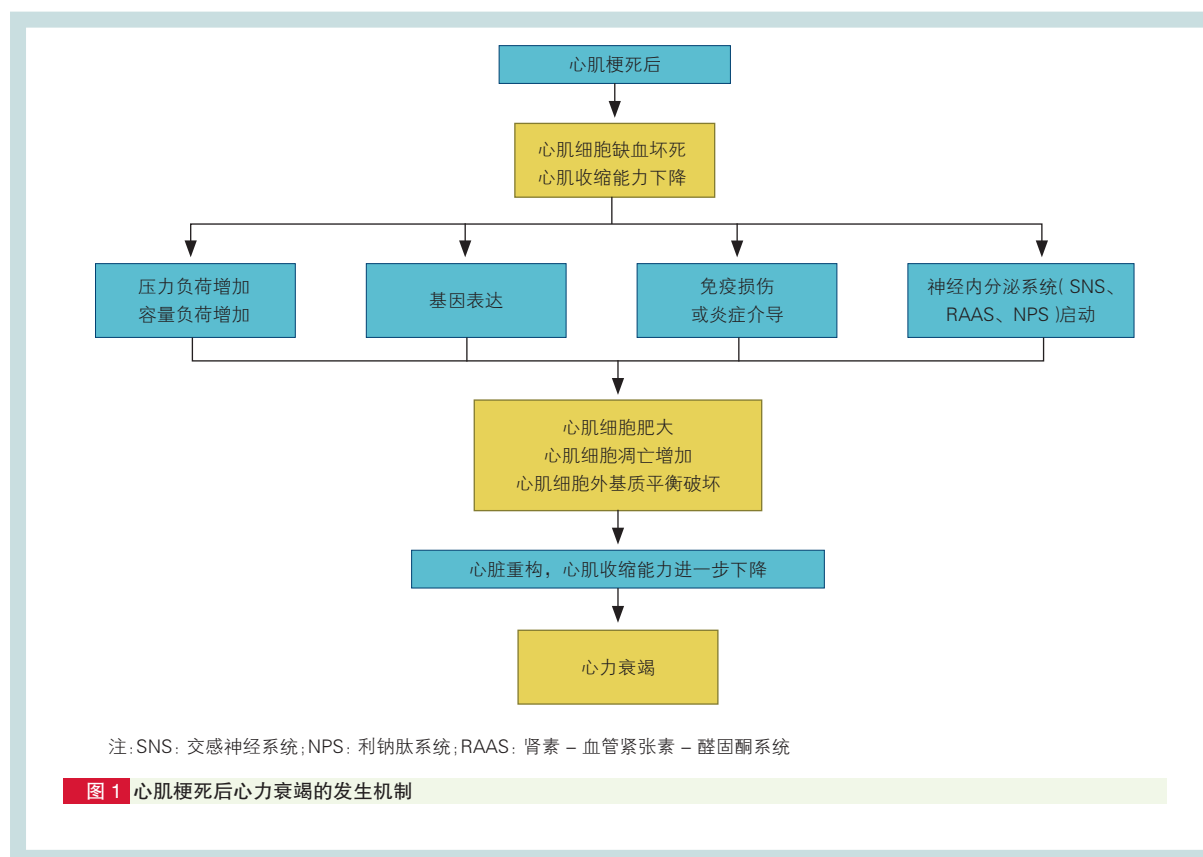 心肌梗死后
心肌细胞缺血坏死
心肌收缩能力下降
压力负荷增加
容量负荷增加
基因表达
免疫损伤
或炎症介导
神经内分泌系统( SNS、
RAAS、NPS )启动
心肌细胞肥大
心肌细胞凋亡增加
心肌细胞外基质平衡破坏
心脏重构，心肌收缩能力进一步下降
心力衰竭
注:SNS: 交感神经系统;NPS: 利钠肽系统;RAAS: 肾素 – 血管紧张素 – 醛固酮系统
图 1 心肌梗死后心力衰竭的发生机制